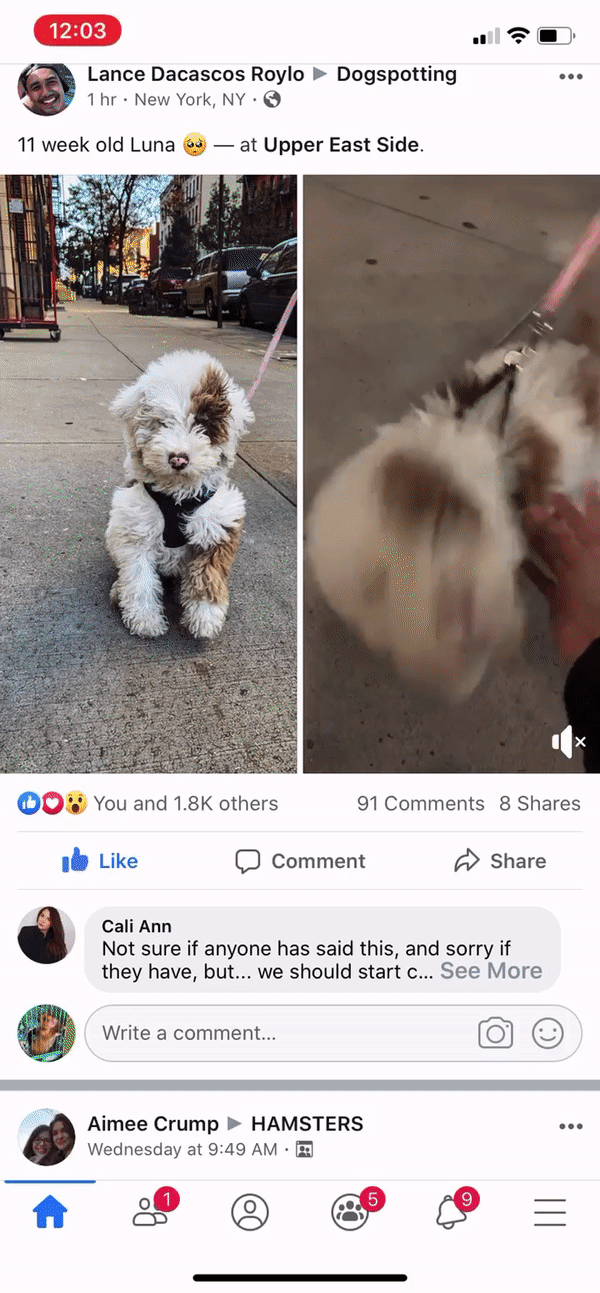 12:03
Lance Dacascos Roylo ▶ Dogspotting
1 hr · New York, NY ·
11 week old Luna 🥺 — at Upper East Side.
You and 1.8K others 91 Comments 8 Shares
Like Comment Share
Cali Ann
Not sure if anyone has said this, and sorry if
they have, but... we should start c... See More
Write a comment...
Aimee Crump ▶ HAMSTERS
Wednesday at 9:49 AM ·
1 5 9